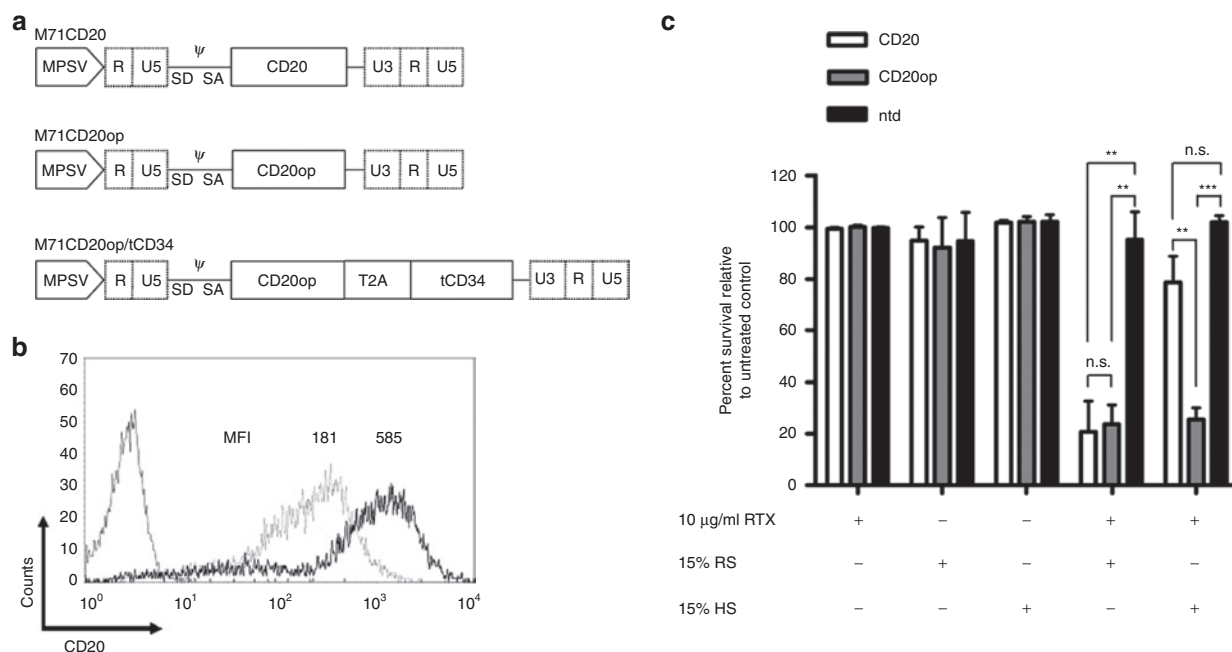 a
M71CD20
MPSV R U5 ψ SD SA CD20 U3 R U5
M71CD20op
MPSV R U5 ψ SD SA CD20op U3 R U5
M71CD20op/tCD34
MPSV R U5 ψ SD SA CD20op T2A tCD34 U3 R U5
b
70
60
50
40
30
20
10
0
MFI 181 585
10⁰ 10¹ 10² 10³ 10⁴
Counts
CD20
c
CD20
CD20op
ntd
Percent survival relative
to untreated control
120
100
80
60
40
20
0
** n.s.
** ***
**
n.s.
10 μg/ml RTX + – – + +
15% RS – + – + –
15% HS – – + – +